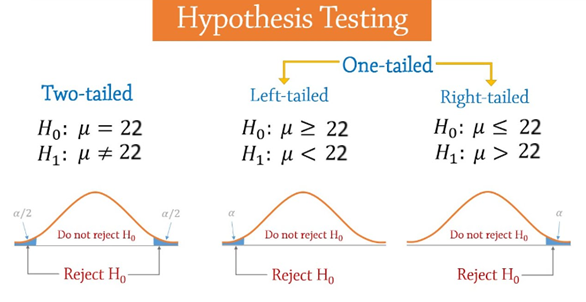 Hypothesis Testing
One-tailed
Two-tailed
Left-tailed
Right-tailed
H₀: μ = 22
H₁: μ ≠ 22
H₀: μ ≥ 22
H₁: μ < 22
H₀: μ ≤ 22
H₁: μ > 22
α/2
α/2
Do not reject H₀
Reject H₀
α
Do not reject H₀
Reject H₀
α
Do not reject H₀
Reject H₀